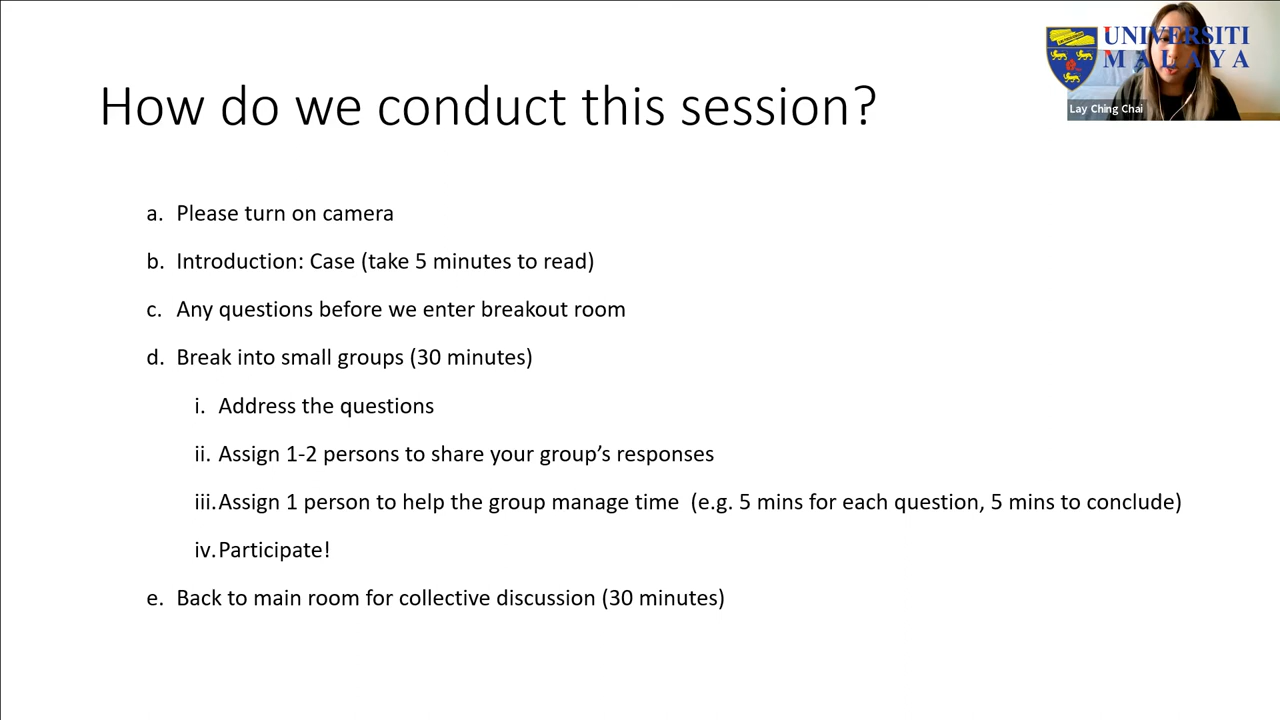 UNIVERSITI
MALAYA
Lay Ching Chai
How do we conduct this session?
a. Please turn on camera
b. Introduction: Case (take 5 minutes to read)
c. Any questions before we enter breakout room
d. Break into small groups (30 minutes)
i. Address the questions
ii. Assign 1-2 persons to share your group’s responses
iii. Assign 1 person to help the group manage time (e.g. 5 mins for each question, 5 mins to conclude)
iv. Participate!
e. Back to main room for collective discussion (30 minutes)